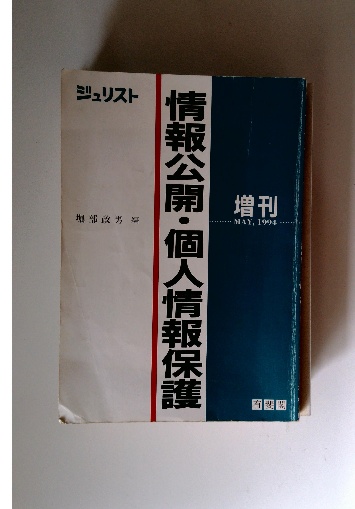 ジュリスト
情報公開・個人情報保護
増刊
MAY, 1994
堀部政男 編
有斐閣